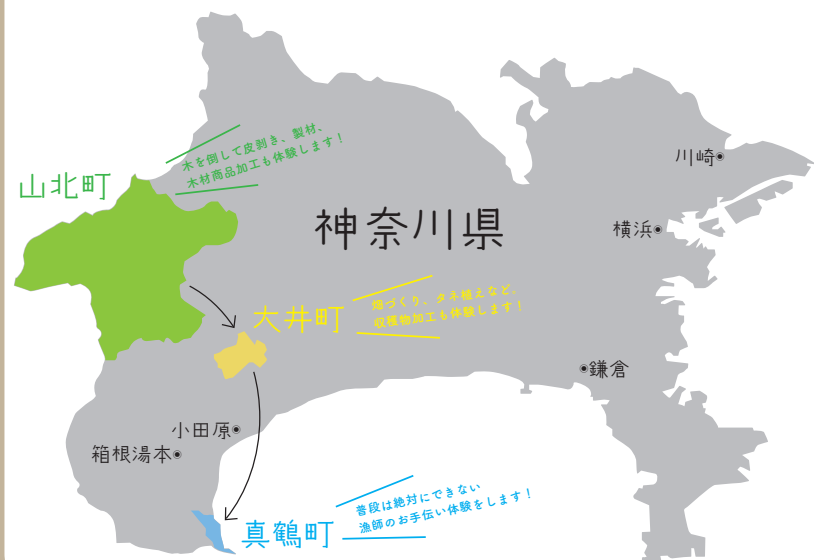 木を倒して皮剥き、製材、
木材商品加工も体験します！
山北町
川崎
神奈川県
横浜
畑づくり、タネ植えなど、
収穫物加工も体験します！
大井町
鎌倉
小田原
箱根湯本
普段は絶対にできない
漁師のお手伝い体験をします！
真鶴町